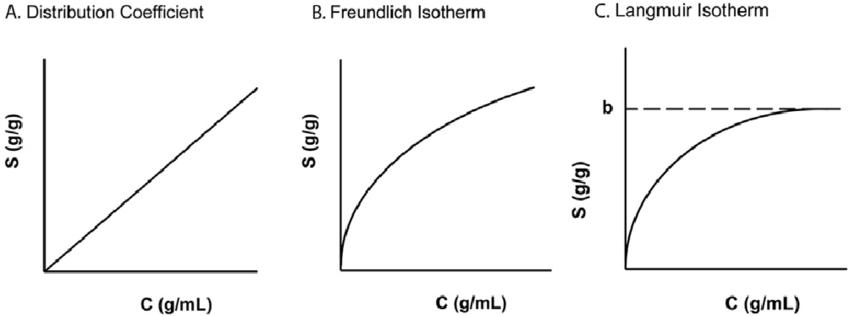 A. Distribution Coefficient
S (g/g)
C (g/mL)
B. Freundlich Isotherm
S (g/g)
C (g/mL)
C. Langmuir Isotherm
b
S (g/g)
C (g/mL)